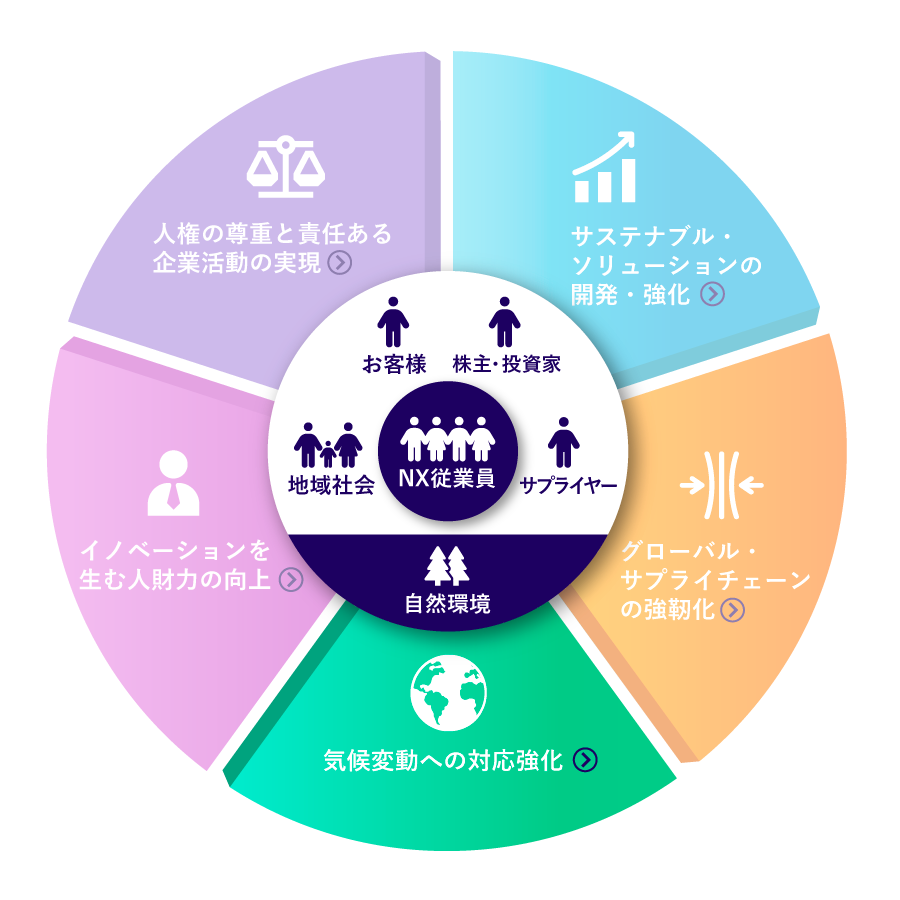 人権の尊重と責任ある
企業活動の実現
サステナブル・
ソリューションの
開発・強化
お客様
株主・投資家
地域社会
NX従業員
サプライヤー
自然環境
イノベーションを
生む人財力の向上
グローバル・
サプライチェーン
の強靭化
気候変動への対応強化